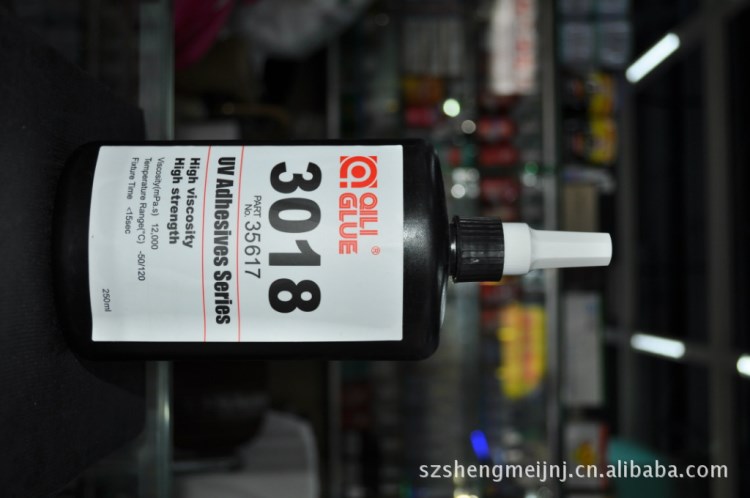 QILI
GLUE ®
3018
PART
No. 35617
UV Adhesives Series
High viscosity
High strength
Viscosity(mPa.s) 12,000
Temperature Range(°C) -50/120
Fixture Time <15sec
250ml
szshengmeijnj.cn.alibaba.com